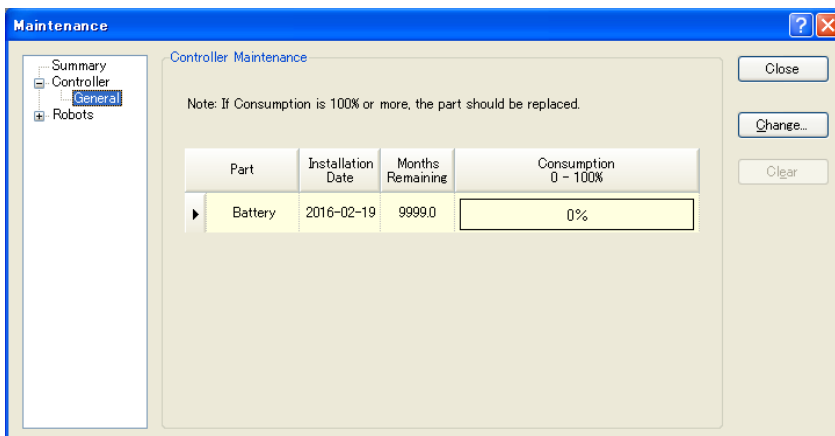 Maintenance
Summary
Controller
General
Robots
Controller Maintenance
Note: If Consumption is 100% or more, the part should be replaced.
Part
Installation
Date
Months
Remaining
Consumption
0 - 100%
Battery 2016-02-19 9999.0 0%
Close
Change...
Clear